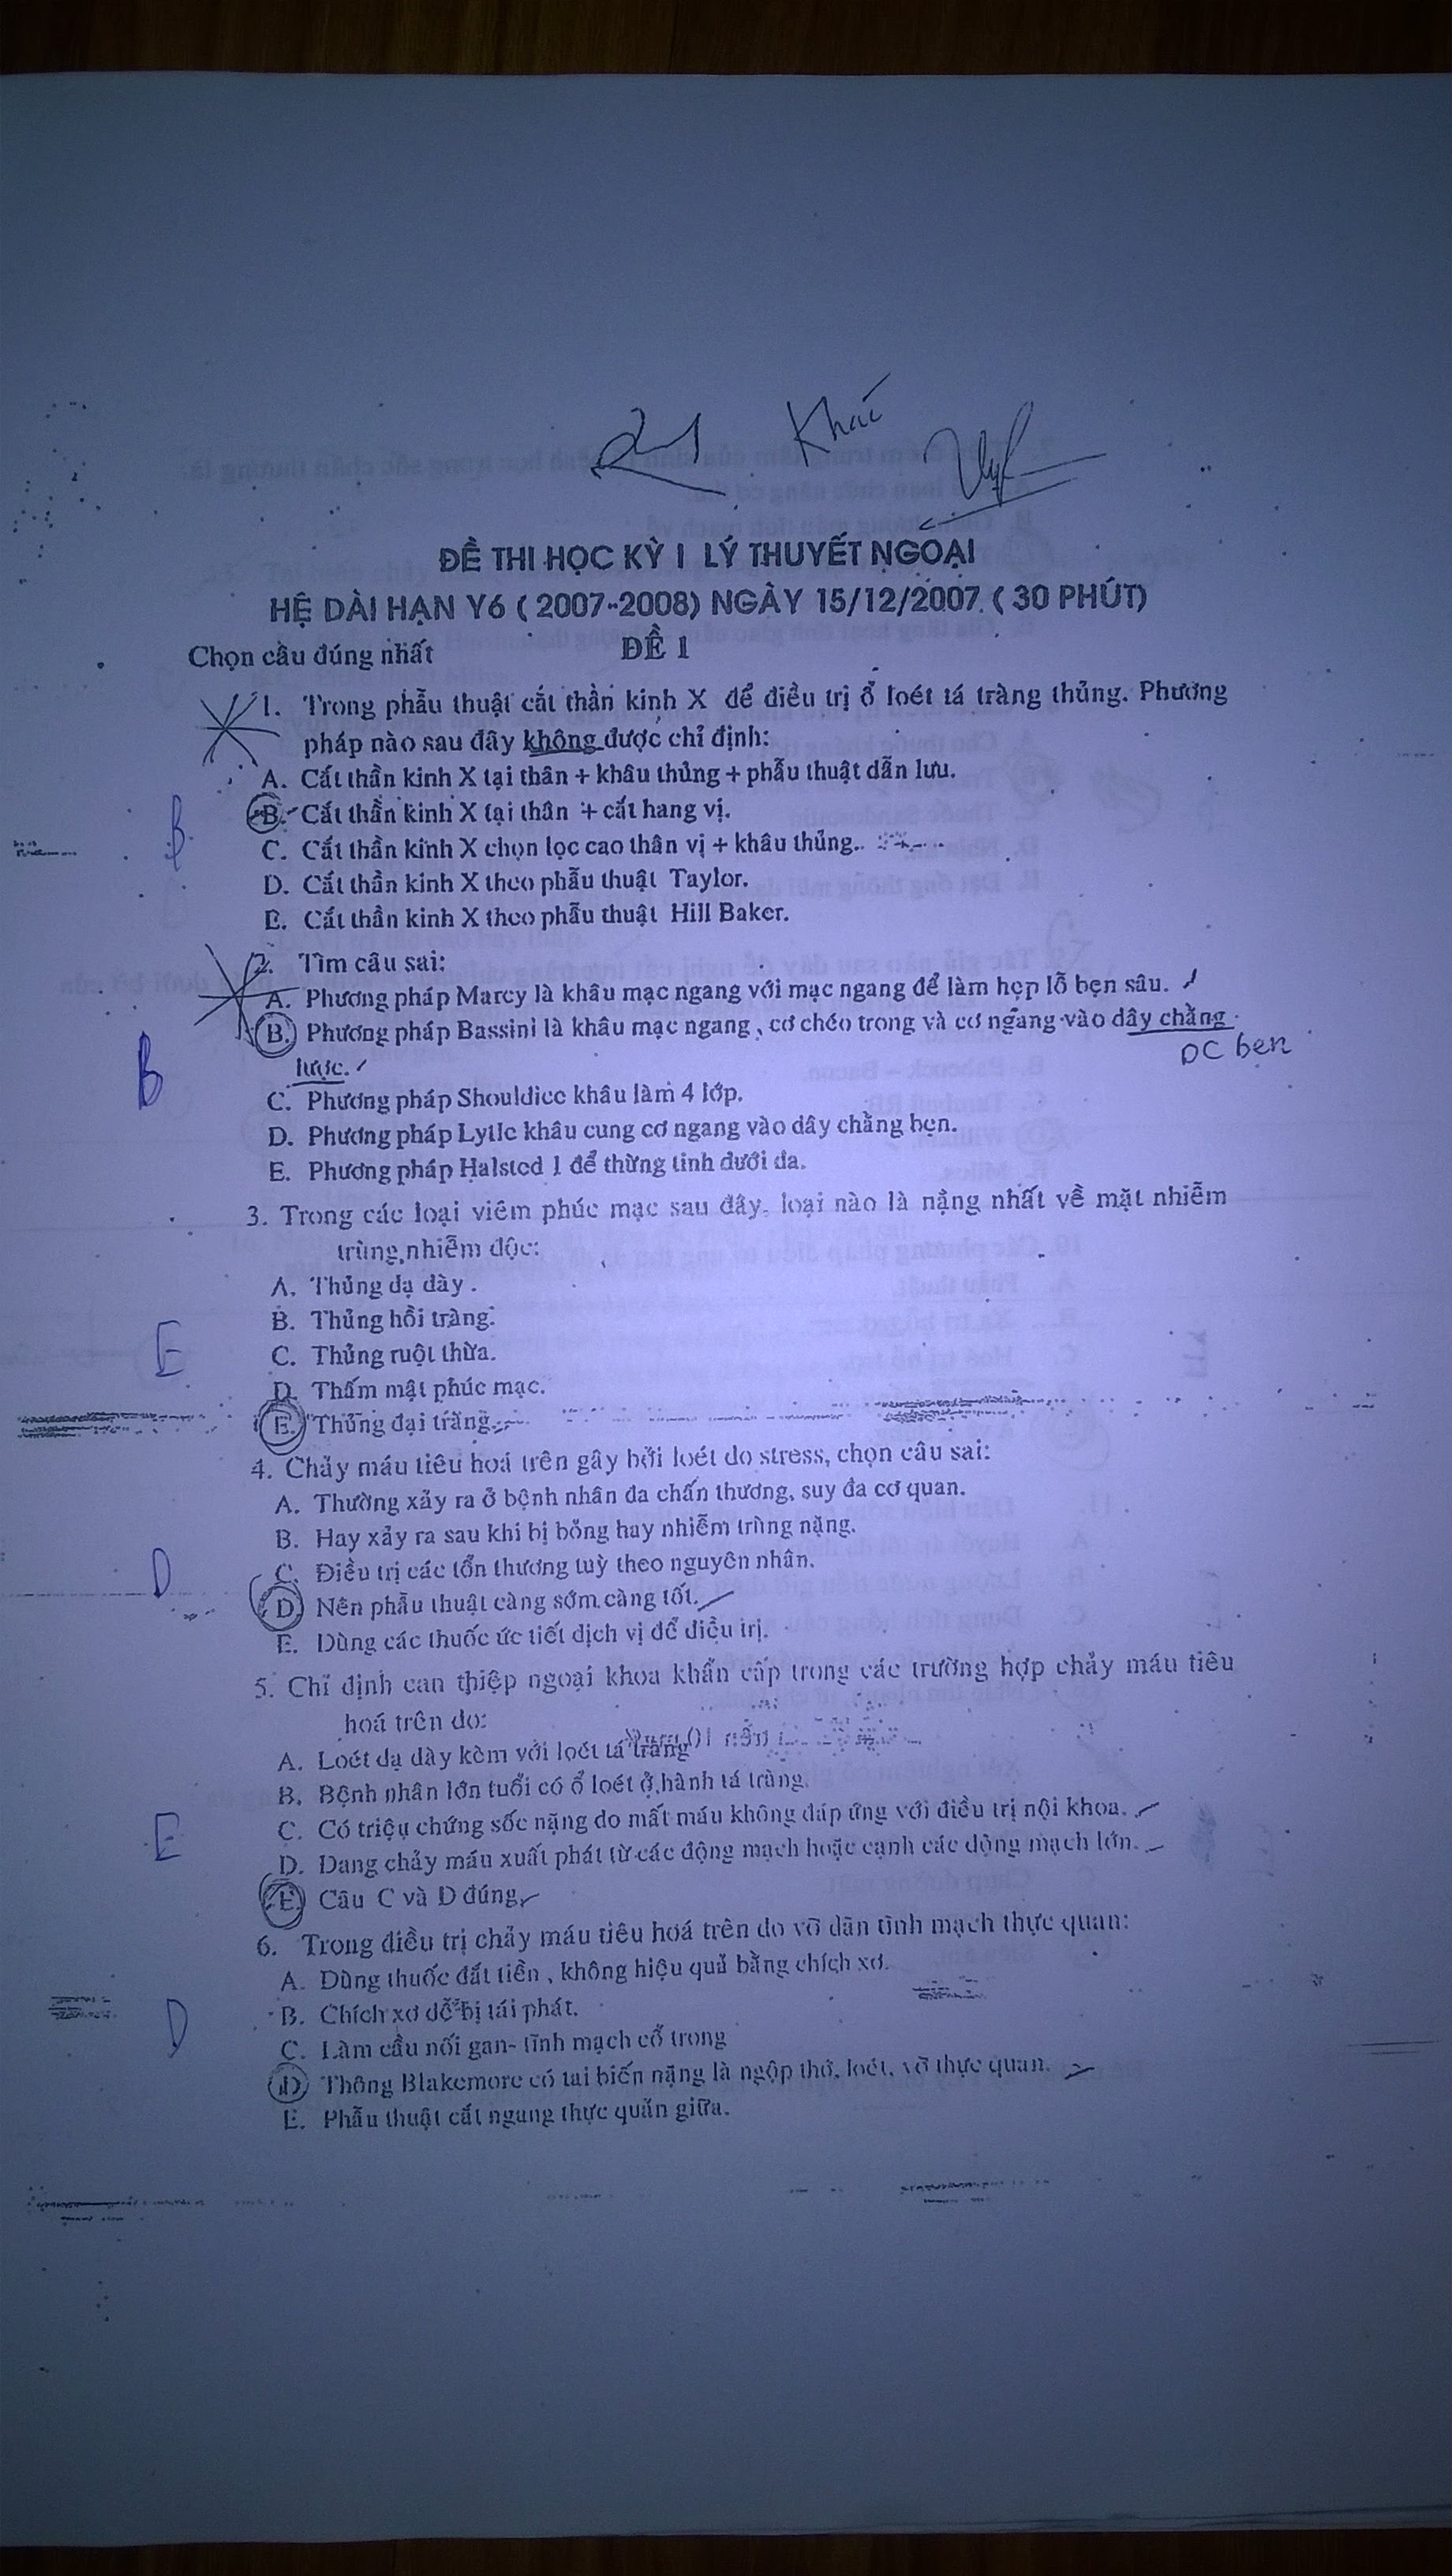 Khác
ĐỀ THI HỌC KỲ I LÝ THUYẾT NGOẠI
HỆ DÀI HẠN Y6 ( 2007-2008) NGÀY 15/12/2007 ( 30 PHÚT)
Chọn câu đúng nhất ĐỀ 1
1. Trong phẫu thuật cắt thần kinh X để điều trị ổ loét tá tràng thủng. Phương
pháp nào sau đây không được chỉ định:
A. Cắt thần kinh X tại thân + khâu thủng + phẫu thuật dẫn lưu.
B. Cắt thần kinh X tại thân + cắt hang vị.
B
C. Cắt thần kinh X chọn lọc cao thân vị + khâu thủng.
D. Cắt thần kinh X theo phẫu thuật Taylor.
E. Cắt thần kinh X theo phẫu thuật Hill Baker.
2. Tìm câu sai:
A. Phương pháp Marcy là khâu mạc ngang với mạc ngang để làm hẹp lỗ bẹn sâu.
B. Phương pháp Bassini là khâu mạc ngang, cơ chéo trong và cơ ngang vào dây chằng
DC bẹn
B
lược.
C. Phương pháp Shouldice khâu làm 4 lớp.
D. Phương pháp Lytle khâu cung cơ ngang vào dây chằng bẹn.
E. Phương pháp Halsted 1 để thừng tinh dưới da.
3. Trong các loại viêm phúc mạc sau đây, loại nào là nặng nhất về mặt nhiễm
trùng,nhiễm độc:
A. Thủng dạ dày .
B. Thủng hồi tràng.
E
C. Thủng ruột thừa.
D. Thấm mật phúc mạc.
E. Thủng đại tràng.
4. Chảy máu tiêu hoá trên gây bởi loét do stress, chọn câu sai:
A. Thường xảy ra ở bệnh nhân đa chấn thương, suy đa cơ quan.
B. Hay xảy ra sau khi bị bỏng hay nhiễm trùng nặng.
D
C. Điều trị các tổn thương tuỳ theo nguyên nhân.
D. Nên phẫu thuật càng sớm càng tốt.
E. Dùng các thuốc ức tiết dịch vị để điều trị.
5. Chỉ định can thiệp ngoại khoa khẩn cấp trong các trường hợp chảy máu tiêu
hoá trên do:
A. Loét dạ dày kèm với loét tá tràng
B. Bệnh nhân lớn tuổi có ổ loét ở hành tá tràng.
C. Có triệu chứng sốc nặng do mất máu không đáp ứng với điều trị nội khoa.
E
D. Đang chảy máu xuất phát từ các động mạch hoặc cạnh các động mạch lớn.
E. Câu C và D đúng.
6. Trong điều trị chảy máu tiêu hoá trên do vỡ dãn tĩnh mạch thực quản:
A. Dùng thuốc đắt tiền , không hiệu quả bằng chích xơ.
B. Chích xơ dễ bị tái phát.
D
C. Làm cầu nối gan- tĩnh mạch cổ trong
D. Thông Blakemore có tai biến nặng là ngộp thở, loét, vỡ thực quản.
E. Phẫu thuật cắt ngang thực quản giữa.